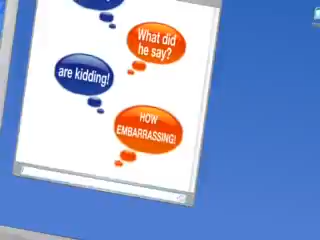 What did
he say?
are kidding!
HOW
EMBARRASSING!